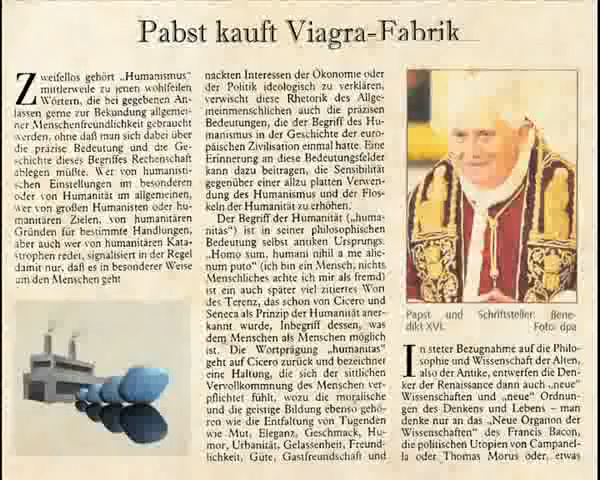 Pabst kauft Viagra-Fabrik
Zweifellos gehört „Humanismus“
mittlerweile zu jenen wohlfeilen
Wörtern, die bei gegebenen An-
lässen gerne zur Bekundung allgemei-
ner Menschenfreundlichkeit gebraucht
werden, ohne daß man sich dabei über
die präzise Bedeutung und die Ge-
schichte dieses Begriffes Rechenschaft
ablegen müßte. Wer von humanisti-
schen Einstellungen im besonderen
oder von Humanität im allgemeinen,
wer von großen Humanisten oder hu-
manitären Zielen, von humanitären
Gründen für bestimmte Handlungen,
aber auch wer von humanitären Kata-
strophen redet, signalisiert in der Regel
damit nur, daß es in besonderer Weise
um den Menschen geht
nackten Interessen der Ökonomie oder
der Politik ideologisch zu verklären,
verwischt diese Rhetorik des Allge-
meinmenschlichen auch die präzisen
Bedeutungen, die der Begriff des Hu-
manismus in der Geschichte der euro-
päischen Zivilisation einmal hatte. Eine
Erinnerung an diese Bedeutungsfelder
kann dazu beitragen, die Sensibilität
gegenüber einer allzu platten Verwen-
dung des Humanismus und der Flos-
keln der Humanität zu erhöhen.
Der Begriff der Humanität („huma-
nitas“) ist in seiner philosophischen
Bedeutung selbst antiken Ursprungs.
„Homo sum, humani nihil a me alie-
num puto“ (ich bin ein Mensch, nichts
Menschliches achte ich mir als fremd)
ist ein auch später viel zitiertes Wort
des Terenz, das schon von Cicero und
Seneca als Prinzip der Humanität aner-
kannt wurde, Inbegriff dessen, was
dem Menschen als Menschen möglich
ist. Die Wortprägung „humanitas“
geht auf Cicero zurück und bezeichnet
eine Haltung, die sich der sittlichen
Vervollkommnung des Menschen ver-
pflichtet fühlt, wozu die moralische
und die geistige Bildung ebenso gehö-
ren wie die Entfaltung von Tugenden
wie Mut, Eleganz, Geschmack, Hu-
mor, Urbanität, Gelassenheit, Freund-
lichkeit, Güte, Gastfreundschaft und
Papst und Schriftsteller: Bene-
dikt XVI. Foto: dpa
In steter Bezugnahme auf die Philo-
sophie und Wissenschaft der Alten,
also der Antike, entwerfen die Den-
ker der Renaissance dann auch „neue“
Wissenschaften und „neue“ Ordnun-
gen des Denkens und Lebens – man
denke nur an das „Neue Organon der
Wissenschaften“ des Francis Bacon,
die politischen Utopien von Campanel-
la oder Thomas Morus oder, etwas